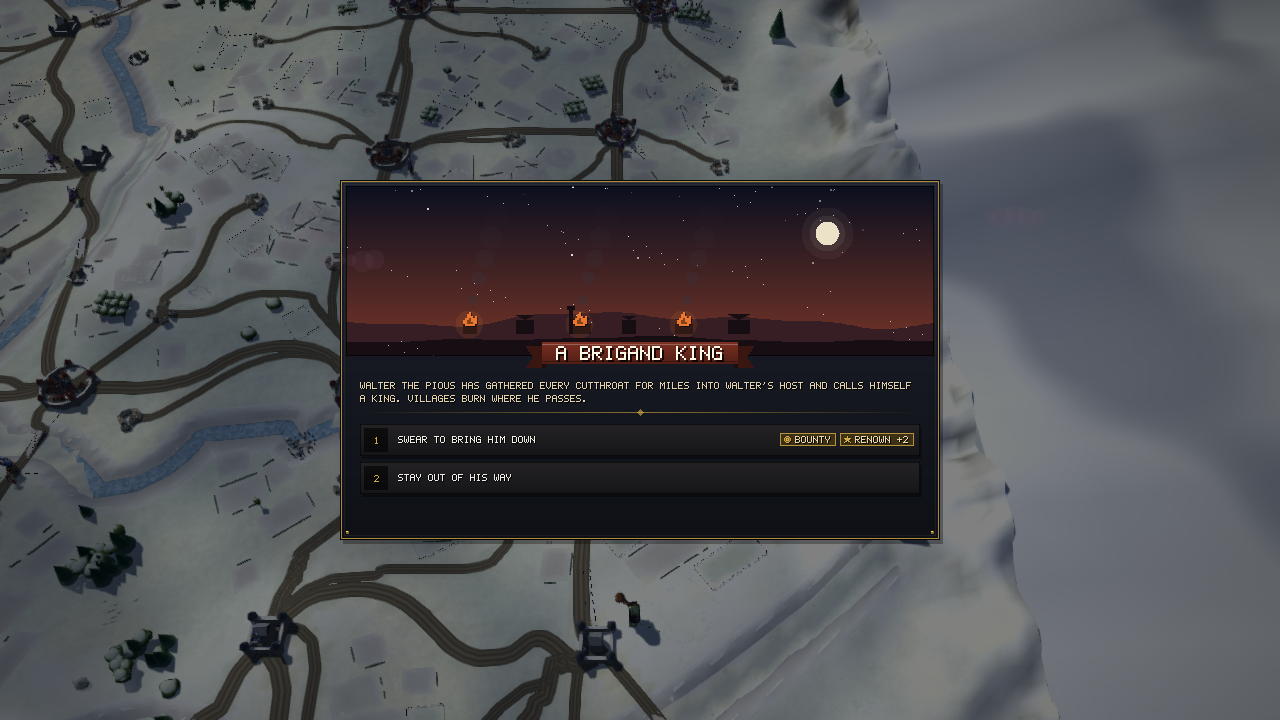 A BRIGAND KING
WALTER THE PIOUS HAS GATHERED EVERY CUTTHROAT FOR MILES INTO WALTER'S HOST AND CALLS HIMSELF
A KING. VILLAGES BURN WHERE HE PASSES.
1 SWEAR TO BRING HIM DOWN BOUNTY RENOWN +2
2 STAY OUT OF HIS WAY